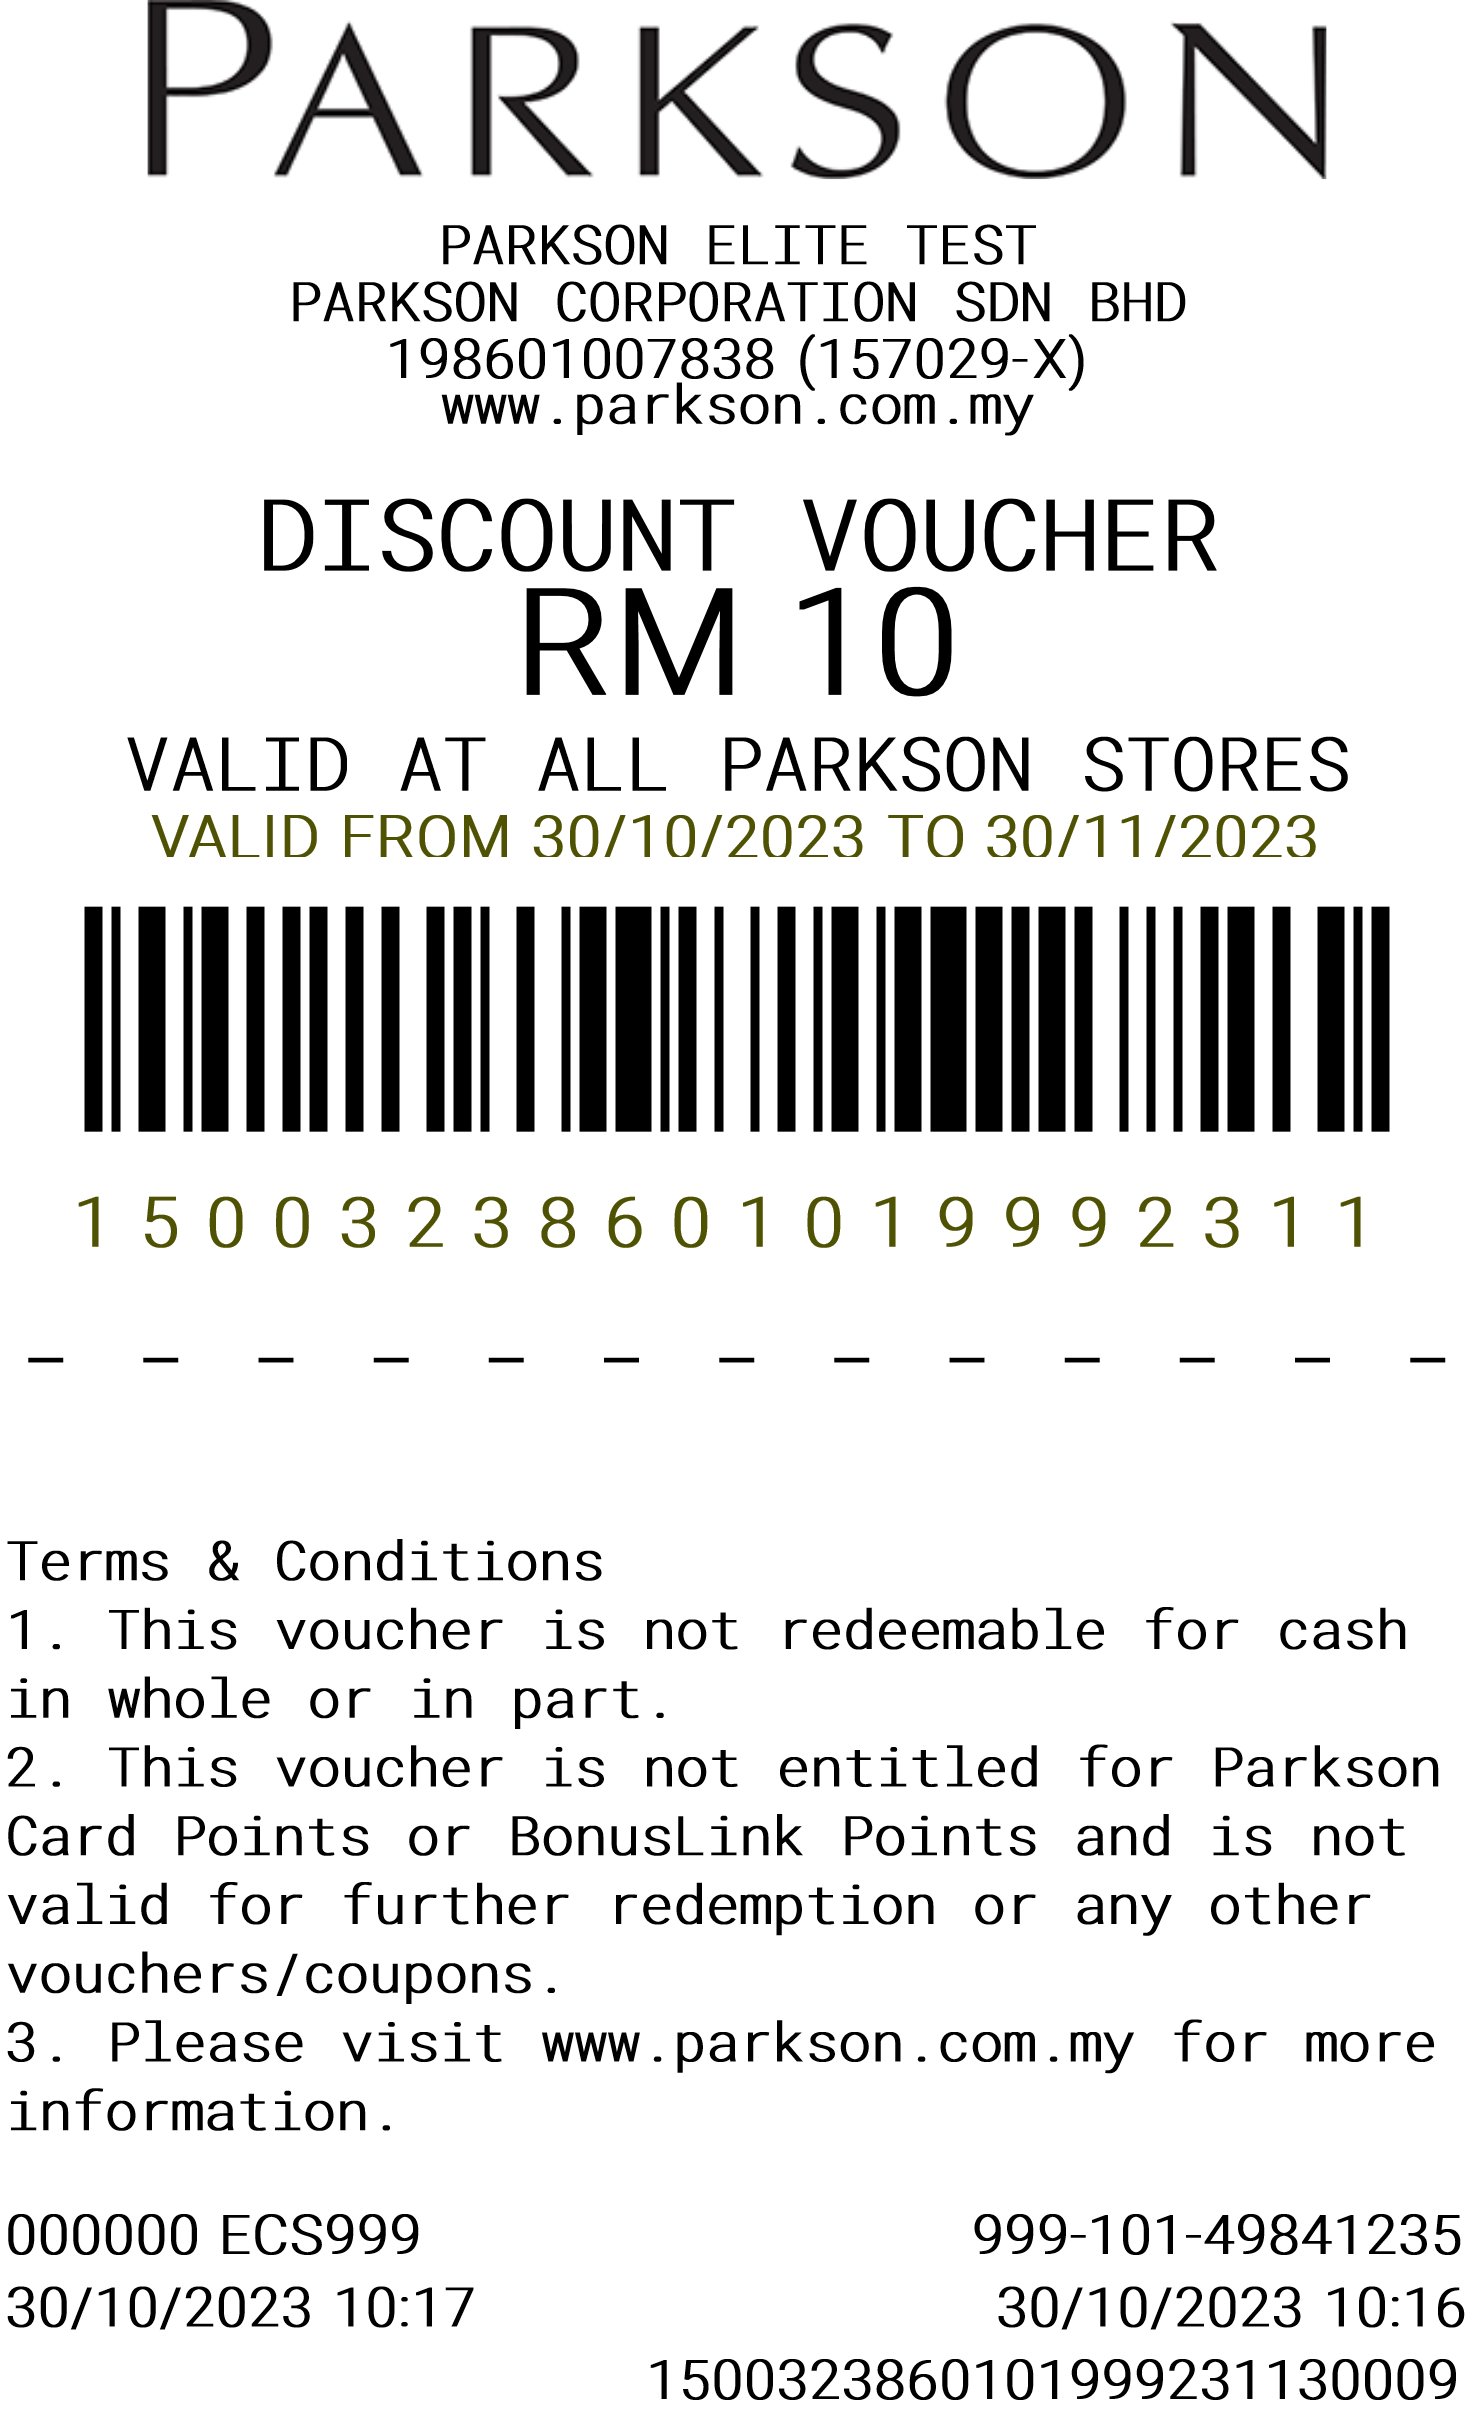 PARKSON
PARKSON ELITE TEST
PARKSON CORPORATION SDN BHD
198601007838 (157029-X)
www.parkson.com.my
DISCOUNT VOUCHER
RM 10
VALID AT ALL PARKSON STORES
VALID FROM 30/10/2023 TO 30/11/2023
1 5 0 0 3 2 3 8 6 0 1 0 1 9 9 9 2 3 1 1
_ _ _ _ _ _ _ _ _ _ _ _ _
Terms & Conditions
1. This voucher is not redeemable for cash
in whole or in part.
2. This voucher is not entitled for Parkson
Card Points or BonusLink Points and is not
valid for further redemption or any other
vouchers/coupons.
3. Please visit www.parkson.com.my for more
information.
000000 ECS999 999-101-49841235
30/10/2023 10:17 30/10/2023 10:16
1500323860101999231130009